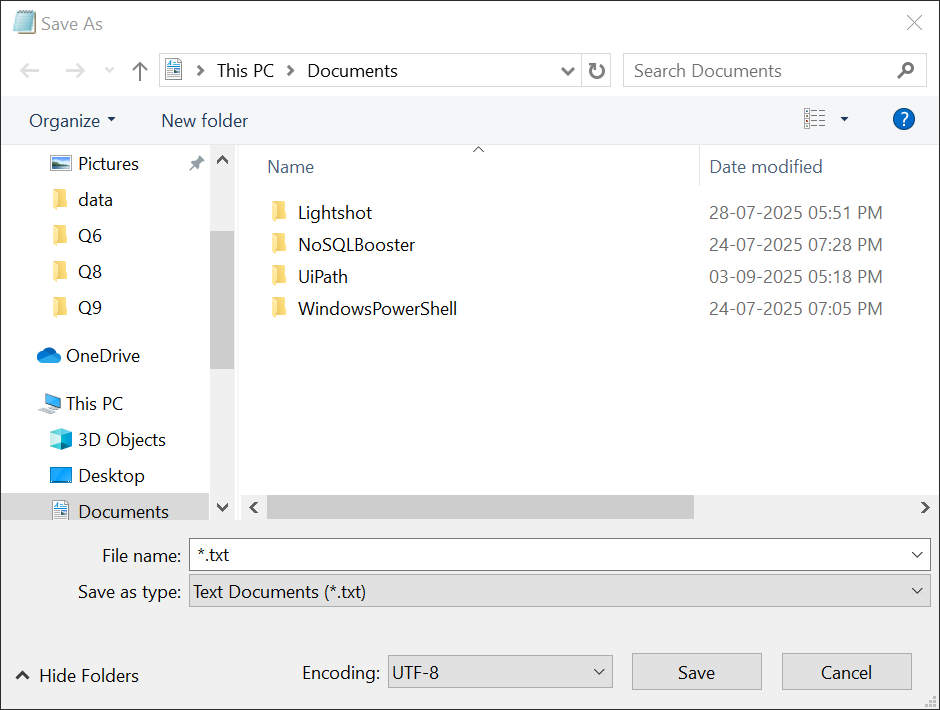 Save As
This PC Documents
Search Documents
Organize
New folder
?
Pictures
data
Q6
Q8
Q9
OneDrive
This PC
3D Objects
Desktop
Documents
Name Date modified
Lightshot 28-07-2025 05:51 PM
NoSQLBooster 24-07-2025 07:28 PM
UiPath 03-09-2025 05:18 PM
WindowsPowerShell 24-07-2025 07:05 PM
File name: *.txt
Save as type: Text Documents (*.txt)
Hide Folders
Encoding: UTF-8
Save
Cancel